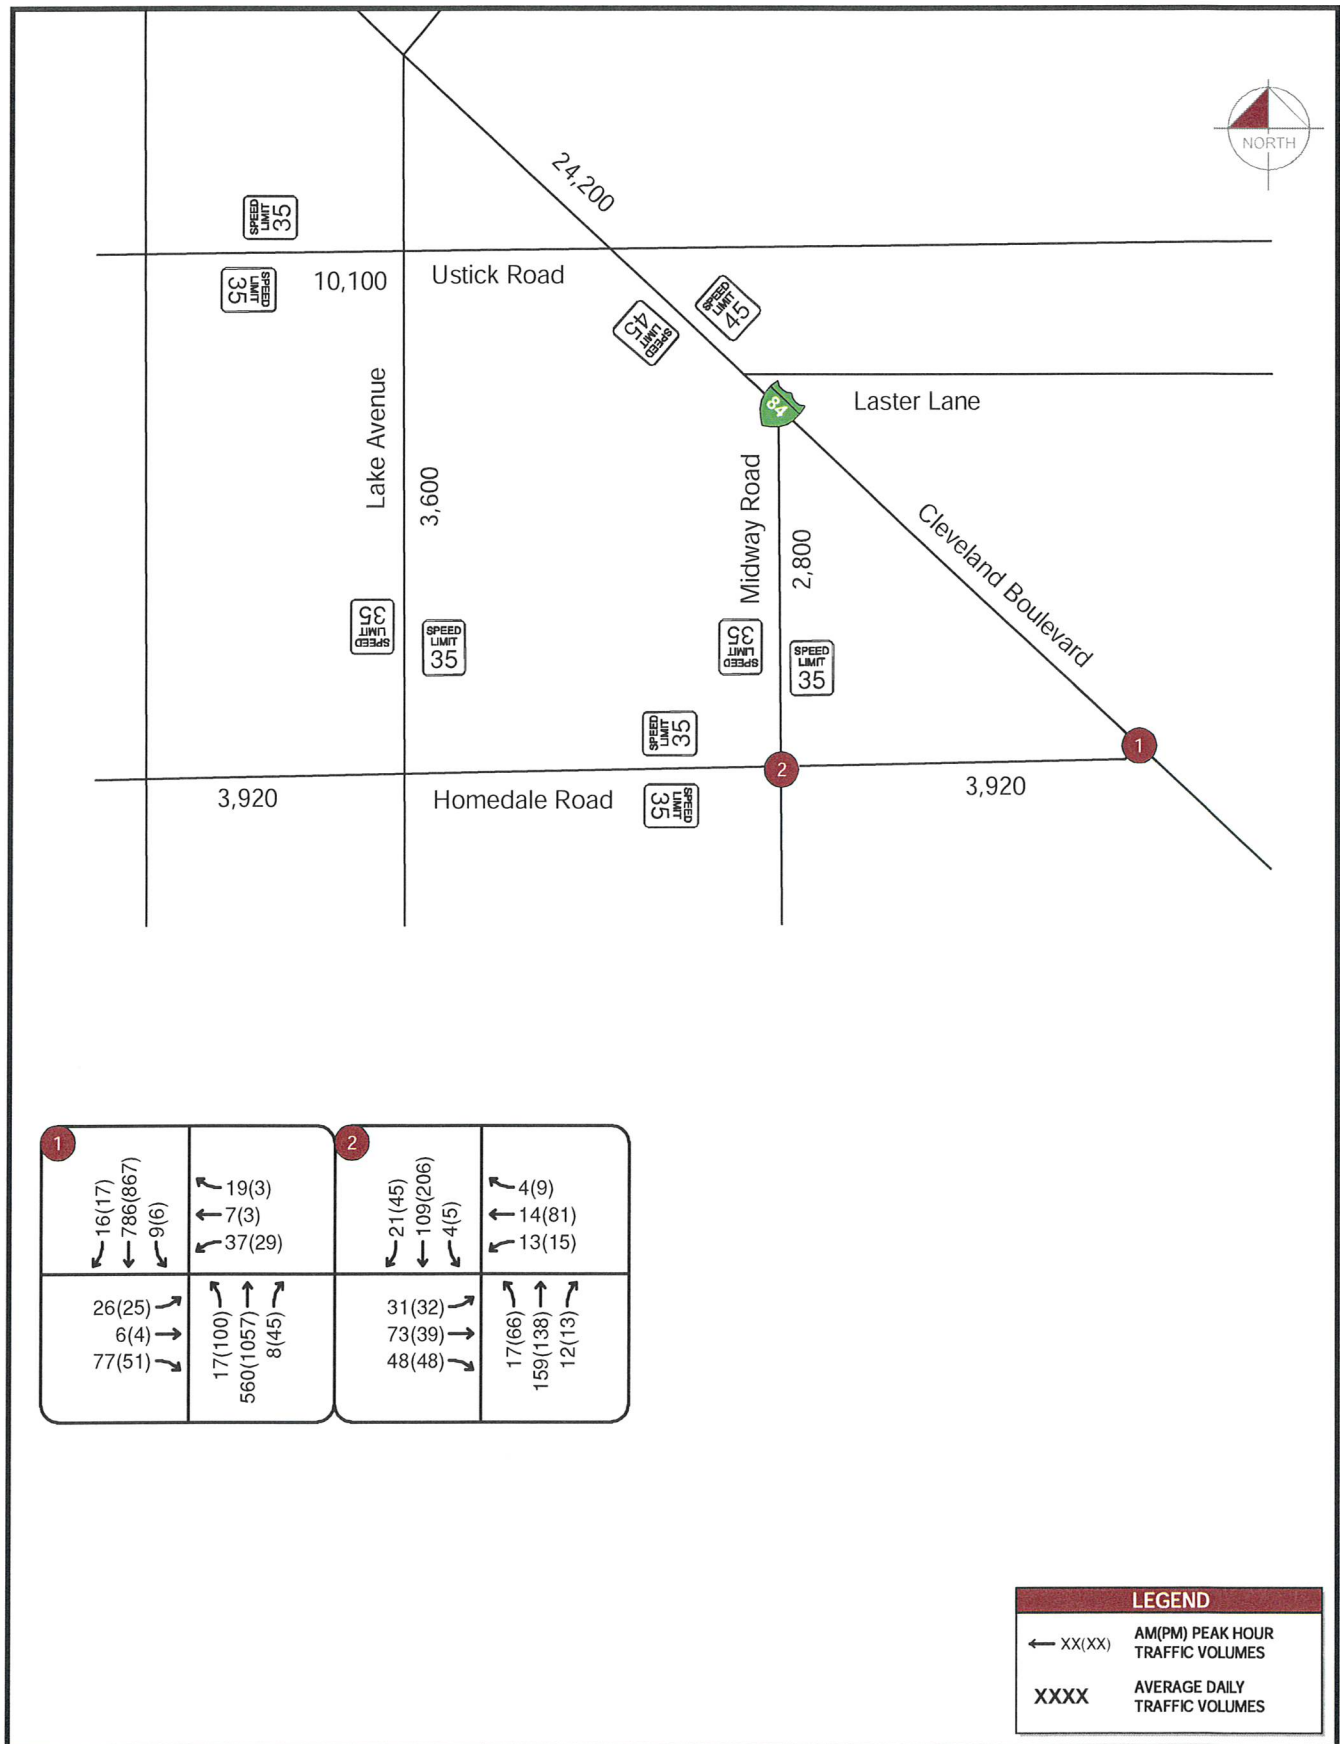 NORTH
24,200
SPEED
LIMIT
35
Ustick Road
10,100
SPEED
LIMIT
35
SPEED
LIMIT
45
SPEED
LIMIT
45
84
Laster Lane
Lake Avenue
3,600
Midway Road
2,800
Cleveland Boulevard
SPEED
LIMIT
35
SPEED
LIMIT
35
SPEED
LIMIT
35
SPEED
LIMIT
35
SPEED
LIMIT
35
1
2
3,920
Homedale Road
SPEED
LIMIT
35
3,920
1
16(17)
786(867)
9(6)
19(3)
7(3)
37(29)
26(25)
6(4)
77(51)
17(100)
560(1057)
8(45)
2
21(45)
109(206)
4(5)
4(9)
14(81)
13(15)
31(32)
73(39)
48(48)
17(66)
159(138)
12(13)
LEGEND
XX(XX)
AM(PM) PEAK HOUR
TRAFFIC VOLUMES
XXXX
AVERAGE DAILY
TRAFFIC VOLUMES